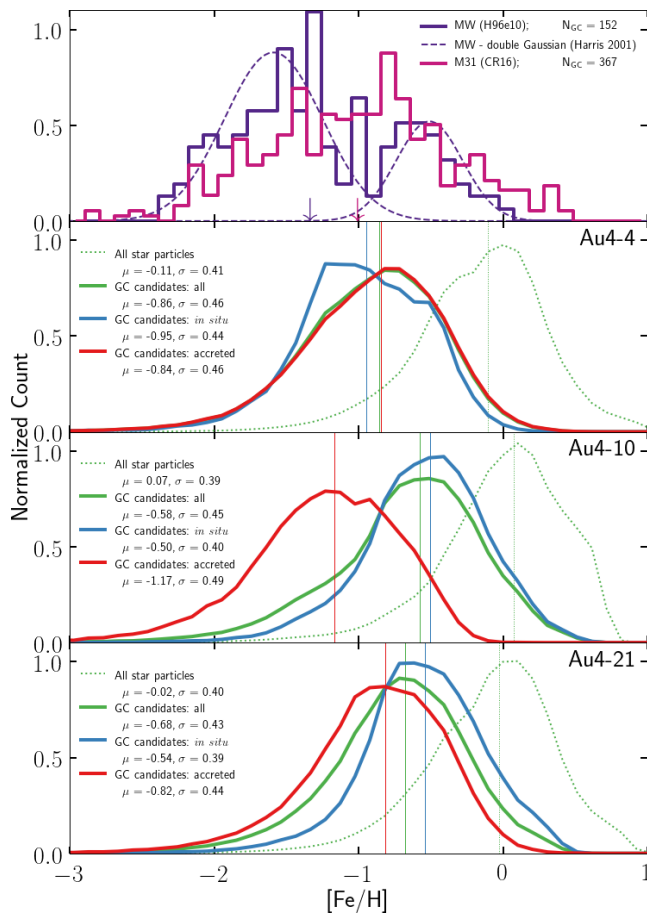 MW (H96e10); N_GC = 152
MW - double Gaussian (Harris 2001)
M31 (CR16); N_GC = 367
1.0
0.5
0.0
Au4-4
All star particles
μ = -0.11, σ = 0.41
GC candidates: all
μ = -0.86, σ = 0.46
GC candidates: in situ
μ = -0.95, σ = 0.44
GC candidates: accreted
μ = -0.84, σ = 0.46
1.0
0.5
0.0
Au4-10
All star particles
μ = 0.07, σ = 0.39
GC candidates: all
μ = -0.58, σ = 0.45
GC candidates: in situ
μ = -0.50, σ = 0.40
GC candidates: accreted
μ = -1.17, σ = 0.49
1.0
0.5
0.0
Au4-21
All star particles
μ = -0.02, σ = 0.40
GC candidates: all
μ = -0.68, σ = 0.43
GC candidates: in situ
μ = -0.54, σ = 0.39
GC candidates: accreted
μ = -0.82, σ = 0.44
1.0
0.5
0.0
Normalized Count
−3 −2 −1 0 1
[Fe/H]